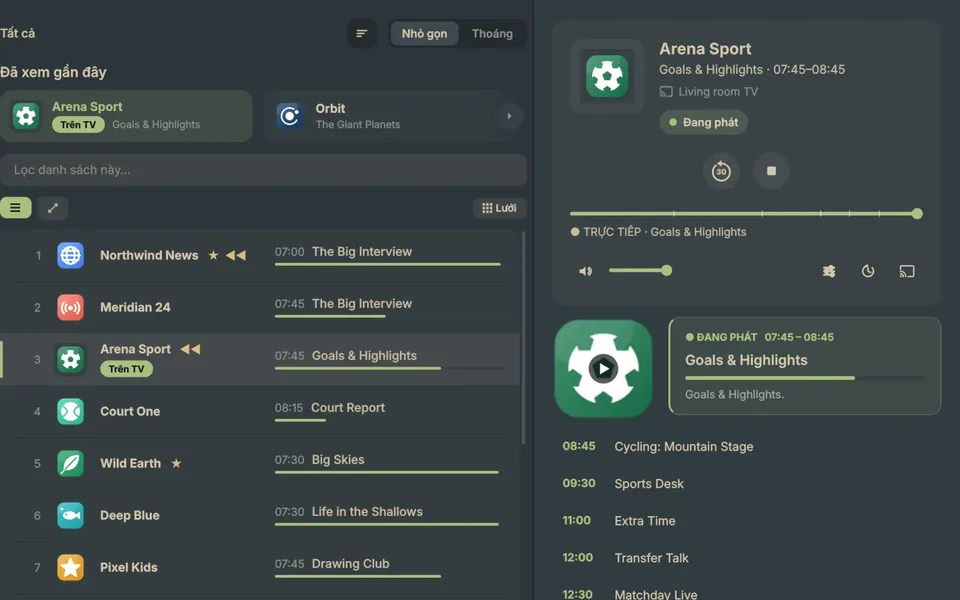 Tất cả
Nhỏ gọn
Thoáng
Đã xem gần đây
Arena Sport
Trên TV
Goals & Highlights
Orbit
The Giant Planets
Lọc danh sách này...
Lưới
1
Northwind News
07:00 The Big Interview
2
Meridian 24
07:45 The Big Interview
3
Arena Sport
Trên TV
07:45 Goals & Highlights
4
Court One
08:15 Court Report
5
Wild Earth
07:30 Big Skies
6
Deep Blue
07:30 Life in the Shallows
7
Pixel Kids
07:45 Drawing Club
Arena Sport
Goals & Highlights · 07:45–08:45
Living room TV
Đang phát
30
TRỰC TIẾP · Goals & Highlights
ĐANG PHÁT 07:45 – 08:45
Goals & Highlights
Goals & Highlights.
08:45 Cycling: Mountain Stage
09:30 Sports Desk
11:00 Extra Time
12:00 Transfer Talk
12:30 Matchday Live